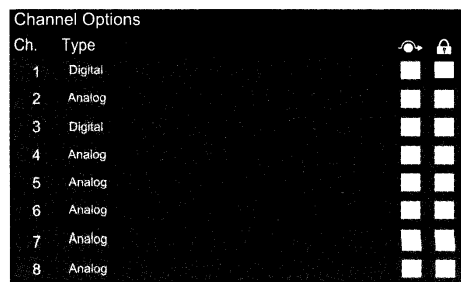 Channel Options
Ch. Type
1 Digital
2 Analog
3 Digital
4 Analog
5 Analog
6 Analog
7 Analog
8 Analog